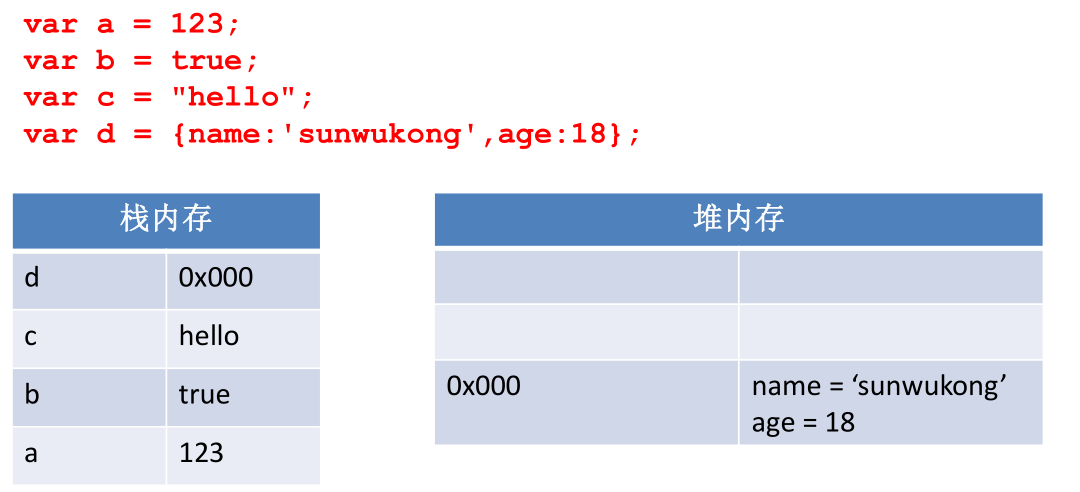 var a = 123;
var b = true;
var c = "hello";
var d = {name:'sunwukong',age:18};
栈内存
d 0x000
c hello
b true
a 123
堆内存
0x000 name = ‘sunwukong’
age = 18